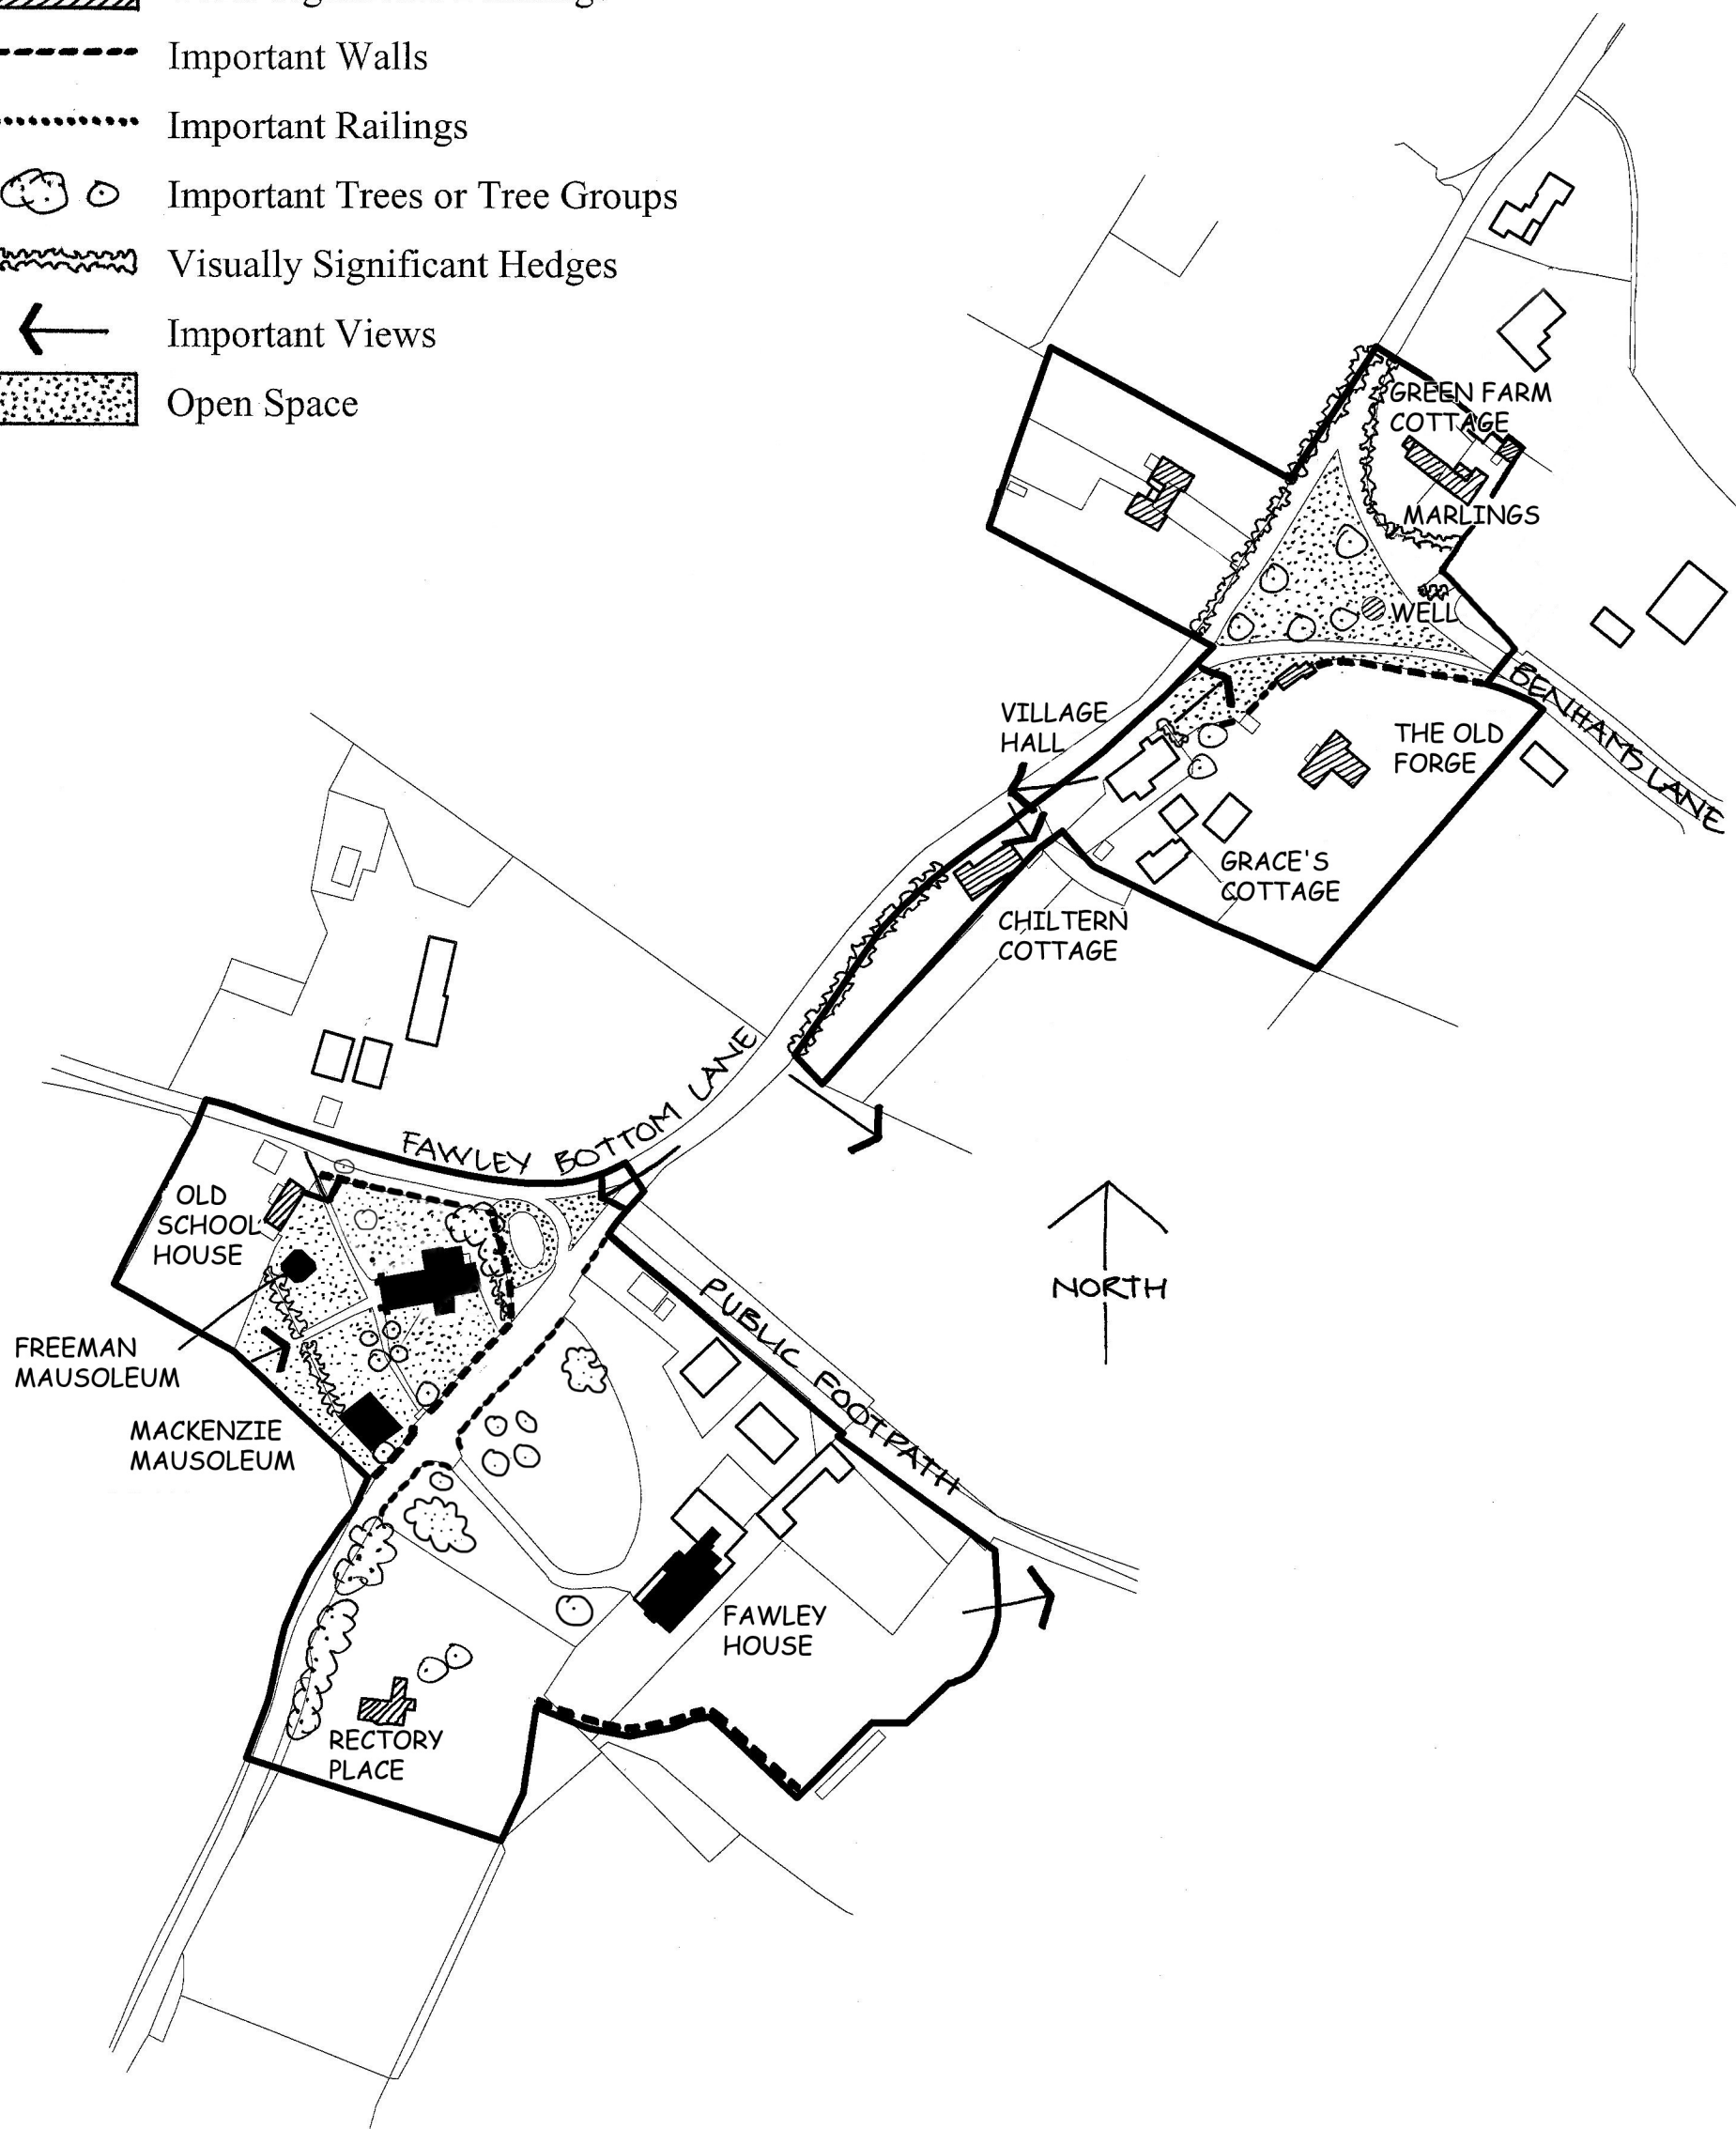 Important Walls
Important Railings
Important Trees or Tree Groups
Visually Significant Hedges
Important Views
Open Space
GREEN FARM
COTTAGE
MARLINGS
WELL
BENHAMS LANE
VILLAGE
HALL
THE OLD
FORGE
GRACE'S
COTTAGE
CHILTERN
COTTAGE
FAWLEY BOTTOM LANE
OLD
SCHOOL
HOUSE
NORTH
PUBLIC FOOTPATH
FREEMAN
MAUSOLEUM
MACKENZIE
MAUSOLEUM
FAWLEY
HOUSE
RECTORY
PLACE